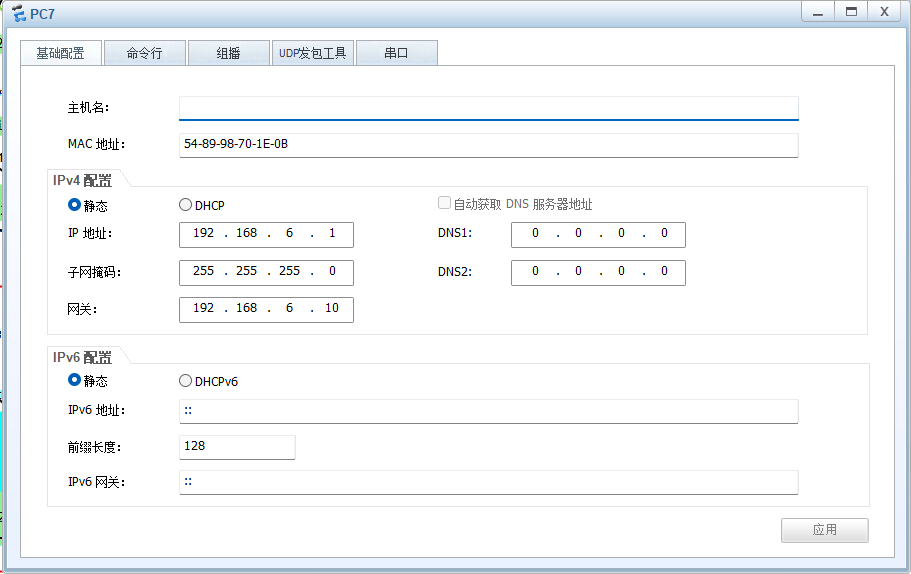 PC7
基础配置 命令行 组播 UDP发包工具 串口
主机名:
MAC 地址: 54-89-98-70-1E-0B
IPv4 配置
静态 DHCP 自动获取 DNS 服务器地址
IP 地址: 192 . 168 . 6 . 1 DNS1: 0 . 0 . 0 . 0
子网掩码: 255 . 255 . 255 . 0 DNS2: 0 . 0 . 0 . 0
网关: 192 . 168 . 6 . 10
IPv6 配置
静态 DHCPv6
IPv6 地址: ::
前缀长度: 128
IPv6 网关: ::
应用